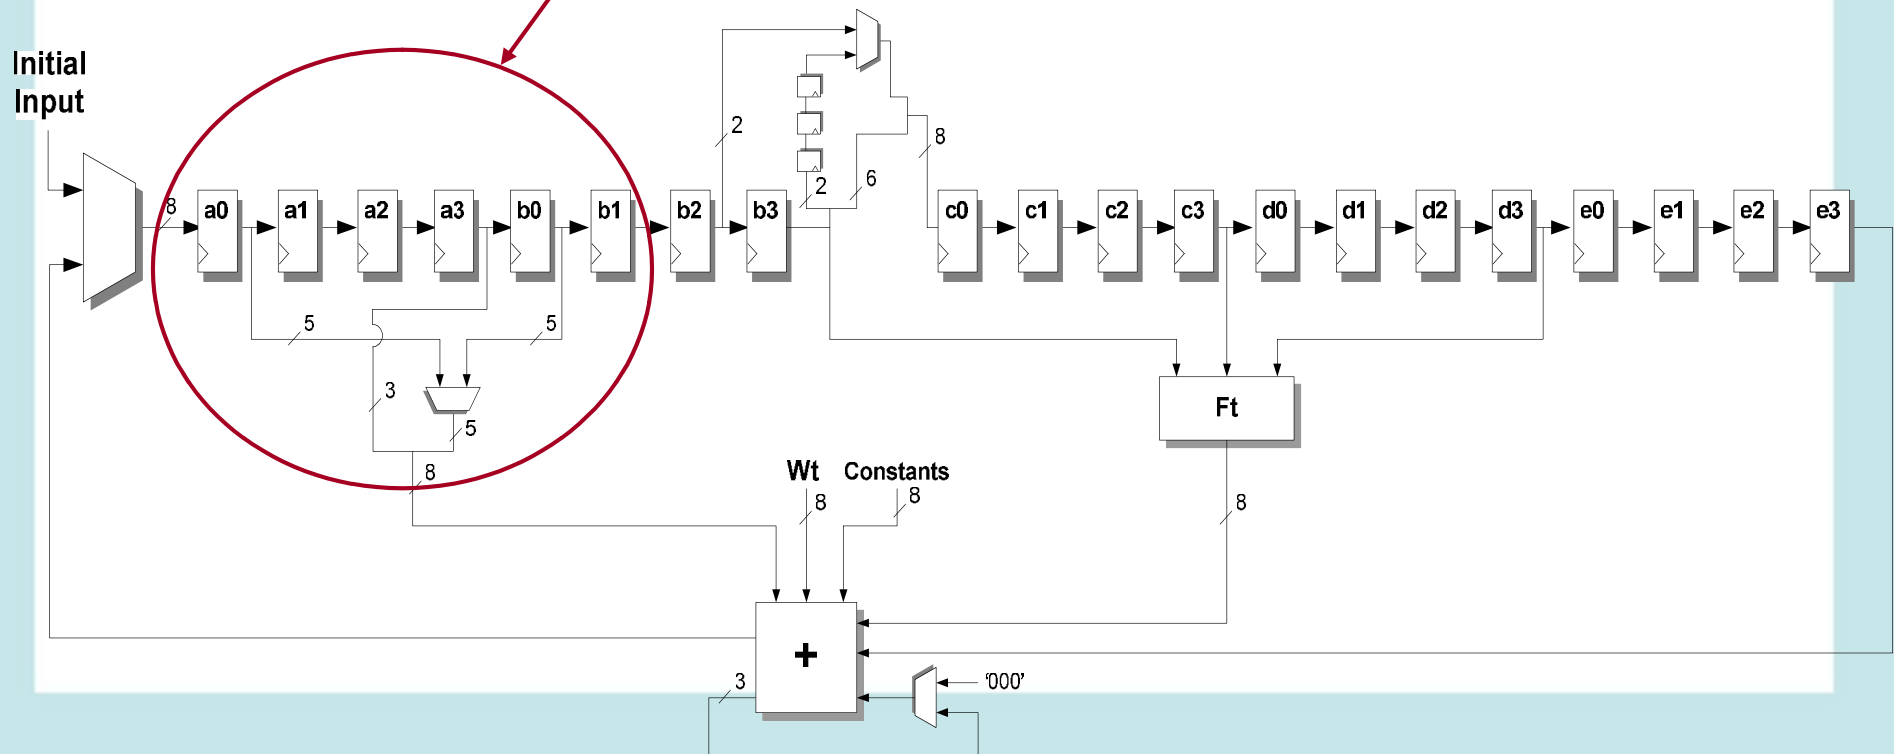 Initial
Input
2
8
2
6
8
a0
a1
a2
a3
b0
b1
b2
b3
c0
c1
c2
c3
d0
d1
d2
d3
e0
e1
e2
e3
5
5
3
5
Ft
8
Wt
Constants
8
8
8
+
3
'000'